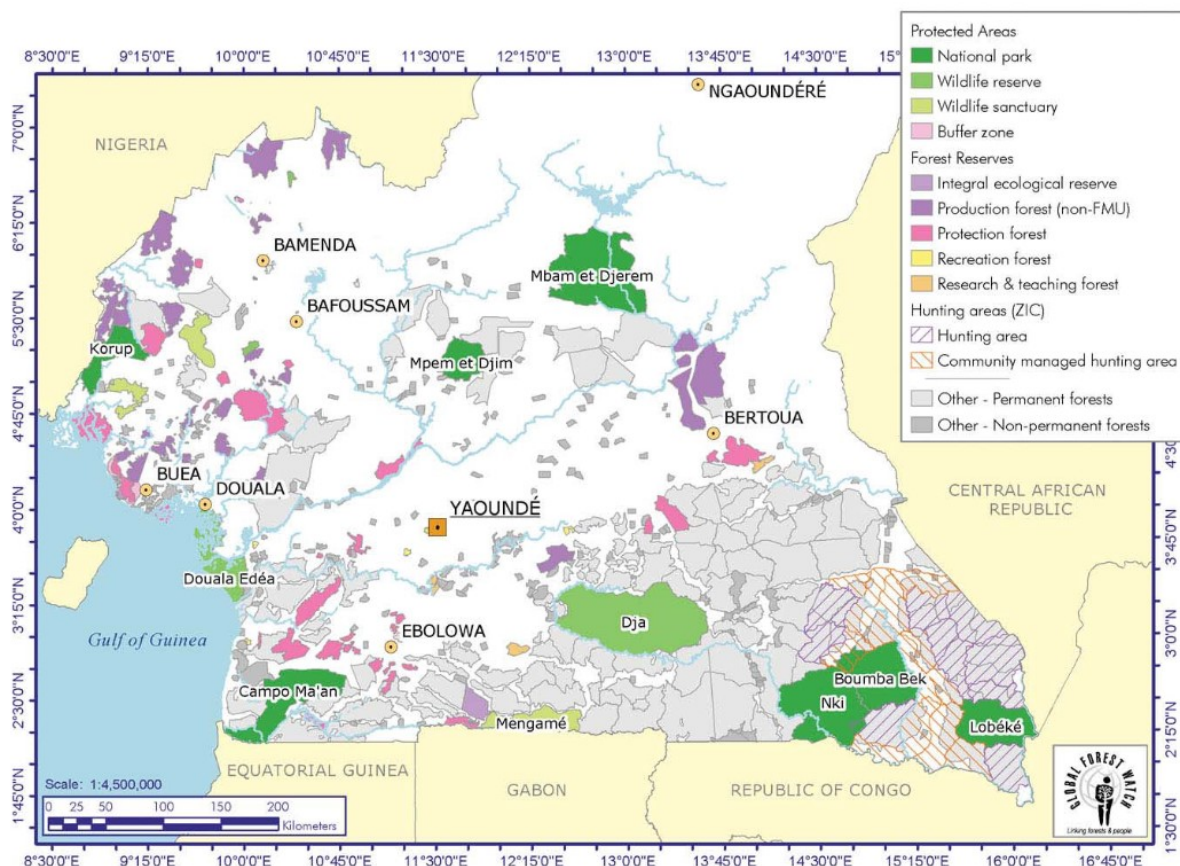 8°30'0"E 9°15'0"E 10°0'0"E 10°45'0"E 11°30'0"E 12°15'0"E 13°0'0"E 13°45'0"E 14°30'0"E
Protected Areas
National park
Wildlife reserve
Wildlife sanctuary
Buffer zone
Forest Reserves
Integral ecological reserve
Production forest (non-FMU)
Protection forest
Recreation forest
Research & teaching forest
Hunting areas (ZIC)
Hunting area
Community managed hunting area
Other - Permanent forests
Other - Non-permanent forests
7°0'0"N
6°15'0"N
5°30'0"N
4°45'0"N
4°0'0"N
3°15'0"N
2°30'0"N
1°45'0"N
NGAOUNDÉRÉ
NIGERIA
BAMENDA
Mbam et Djerem
BAFOUSSAM
Korup
Mpem et Djim
BERTOUA
BUEA
DOUALA
YAOUNDÉ
CENTRAL AFRICAN
REPUBLIC
Douala Edéa
Dja
Gulf of Guinea
EBOLOWA
Boumba Bek
Campo Ma'an
Nki
Mengamé
Lobéké
EQUATORIAL GUINEA
GABON
REPUBLIC OF CONGO
3°45'0"N
3°0'0"N
2°15'0"N
1°30'0"N
Scale: 1:4,500,000
0 25 50 100 150 200
Kilometers
GLOBAL FOREST WATCH
Linking forests & people
8°30'0"E 9°15'0"E 10°0'0"E 10°45'0"E 11°30'0"E 12°15'0"E 13°0'0"E 13°45'0"E 14°30'0"E 15°15'0"E 16°0'0"E